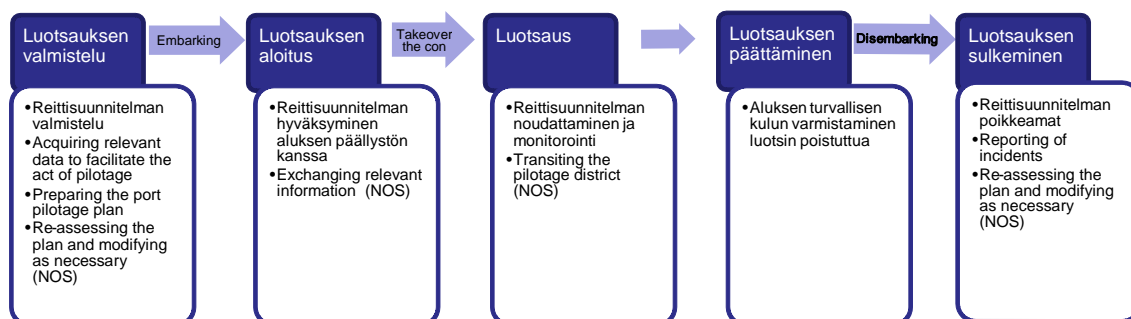 Luotsauksen
valmistelu
•Reittisuunnitelman
valmistelu
•Acquiring relevant
data to facilitate the
act of pilotage
•Preparing the port
pilotage plan
•Re-assessing the
plan and modifying
as necessary
(NOS)
Embarking
Luotsauksen
aloitus
•Reittisuunnitelman
hyväksyminen
aluksen päällystön
kanssa
•Exchanging relevant
information (NOS)
Takeover
the con
Luotsaus
•Reittisuunnitelman
noudattaminen ja
monitorointi
•Transiting the
pilotage district
(NOS)
Luotsauksen
päättäminen
•Aluksen turvallisen
kulun varmistaminen
luotsin poistuttua
Disembarking
Luotsauksen
sulkeminen
•Reittisuunnitelman
poikkeamat
•Reporting of
incidents
•Re-assessing the
plan and modifying
as necessary
(NOS)